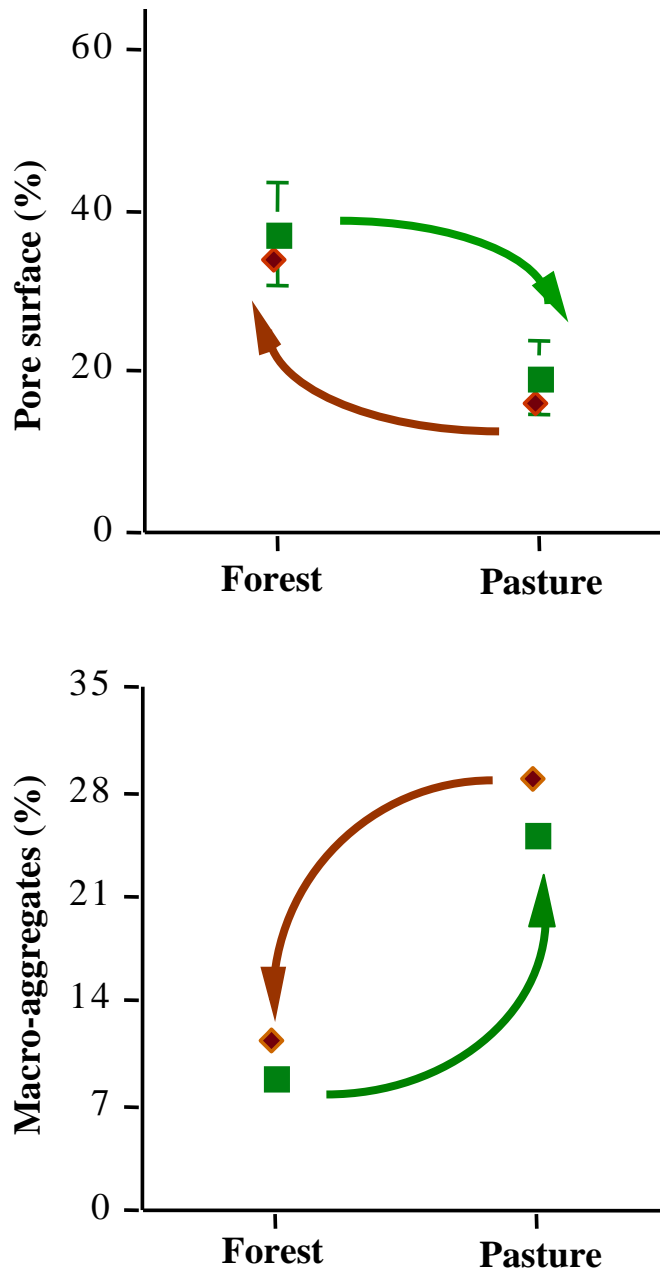 60
40
20
0
Pore surface (%)
Forest Pasture
35
28
21
14
7
0
Macro-aggregates (%)
Forest Pasture